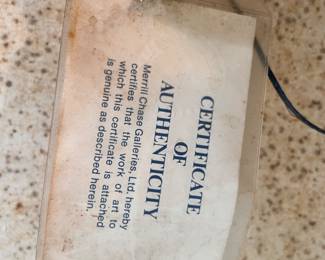 CERTIFICATE
OF
AUTHENTICITY
Merrill Chase Galleries, Ltd. hereby
certifies that the work of art to
which this certificate is attached
is genuine as described herein.